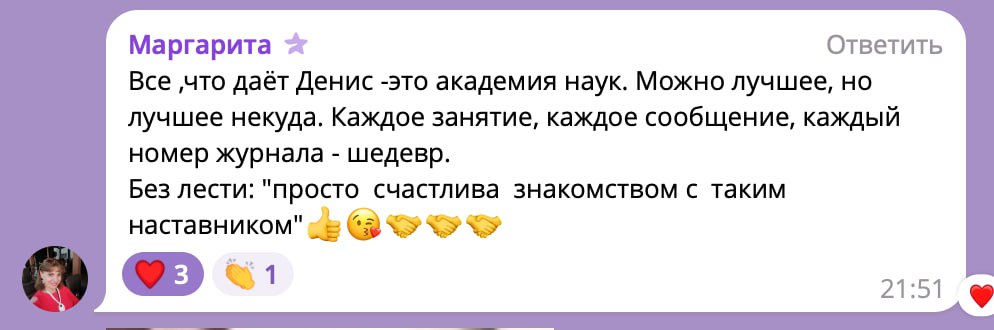 Маргарита
Ответить
Все ,что даёт Денис -это академия наук. Можно лучшее, но
лучшее некуда. Каждое занятие, каждое сообщение, каждый
номер журнала - шедевр.
Без лести: "просто счастлива знакомством с таким
наставником"👍😘🤝🤝🤝
❤️ 3
👏 1
21:51